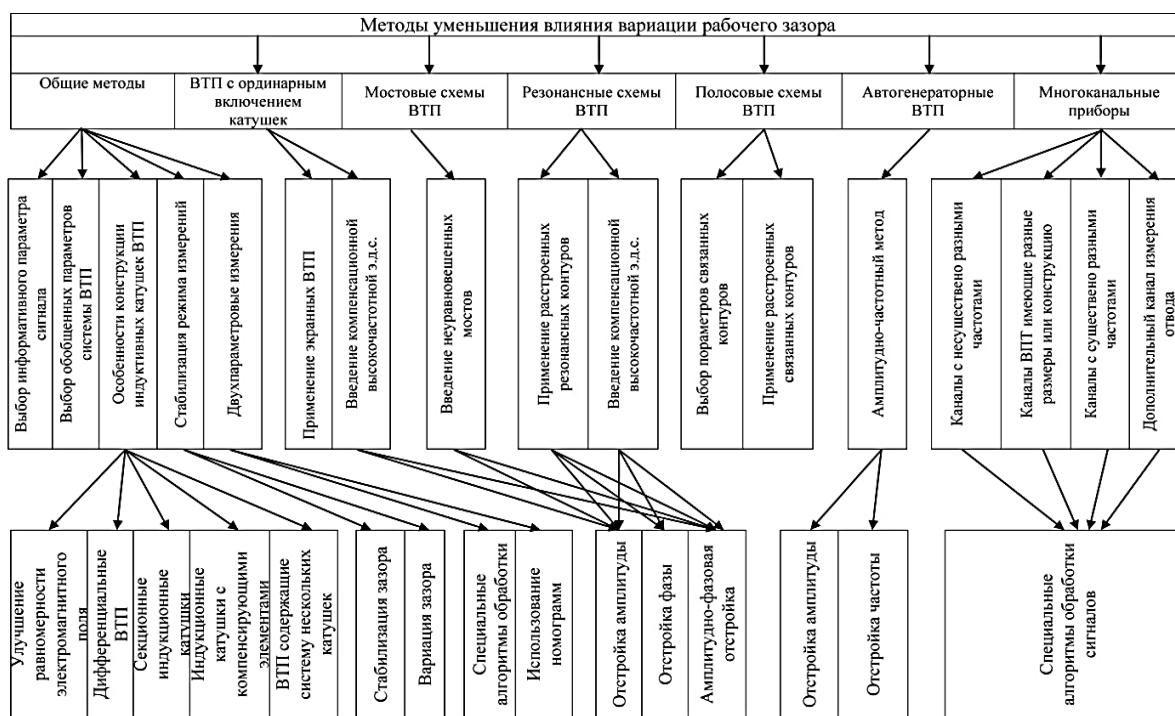 Методы уменьшения влияния вариации рабочего зазора
Общие методы
ВТП с ординарным
включением
катушек
Мостовые схемы
ВТП
Резонансные схемы
ВТП
Полосовые схемы
ВТП
Автогенераторные
ВТП
Многоканальные
приборы
Выбор информативного параметра
сигнала
Выбор обобщенных параметров
системы ВТП
Особенности конструкции
индуктивных катушек ВТП
Стабилизация режима измерений
Двухпараметровые измерения
Применение экранных ВТП
Введение компенсационной
высокочастотной э.д.с.
Введение неуравновешенных
мостов
Применение расстроенных
резонансных контуров
Введение компенсационной
высокочастотной э.д.с.
Выбор пораметров связанных
контуров
Применение расстроенных
связанных контуров
Амплитудно-частотный метод
Каналы с несущественно разными
частотами
Каналы ВПТ имеющие разные
размеры или конструкцию
Каналы с существено разными
частотами
Дополнительный канал измерения
отвода
Улучшение
равномерности
электромагнитного
поля
Дифференциальные
ВТП
Секционные
индукционные
катушки
Индукционные
катушки с
компенсирующими
элементами
ВТП содержащие
систему нескольких
катушек
Стабилизация зазора
Вариация зазора
Специальные
алгоритмы обработки
Использование
номограмм
Отстройка амплитуды
Отстройка фазы
Амплитудно-фазовая
отстройка
Отстройка амплитуды
Отстройка частоты
Специальные
алгоритмы обработки
сигналов